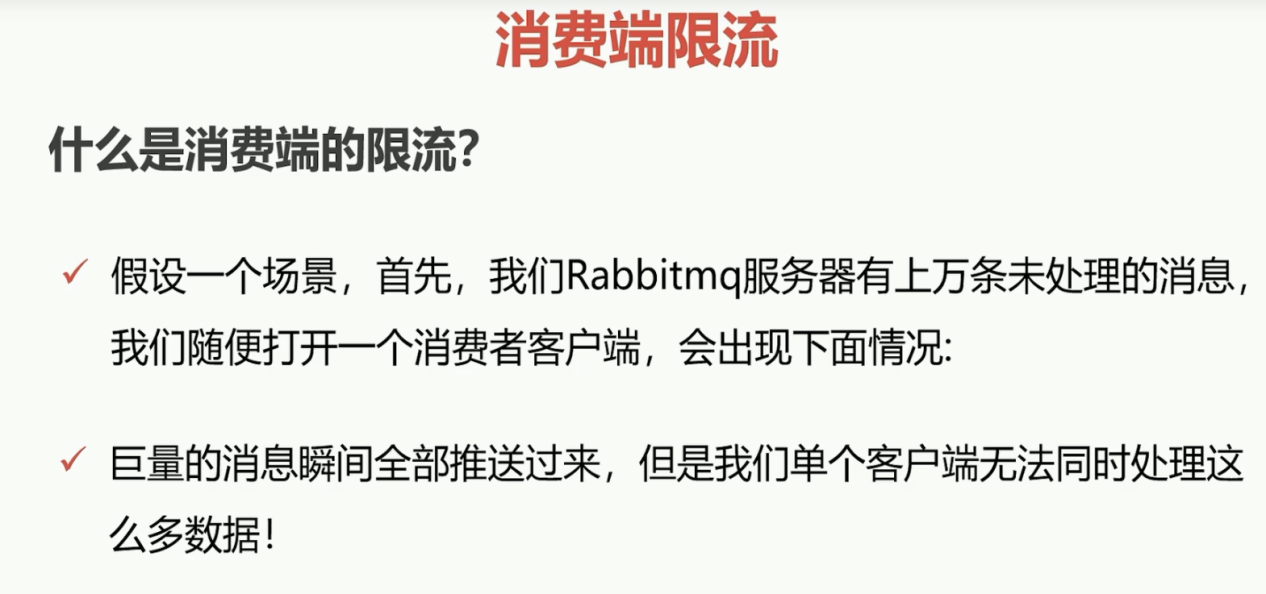 消费端限流
什么是消费端的限流？
假设一个场景，首先，我们Rabbitmq服务器有上万条未处理的消息，
我们随便打开一个消费者客户端，会出现下面情况:
巨量的消息瞬间全部推送过来，但是我们单个客户端无法同时处理这
么多数据！